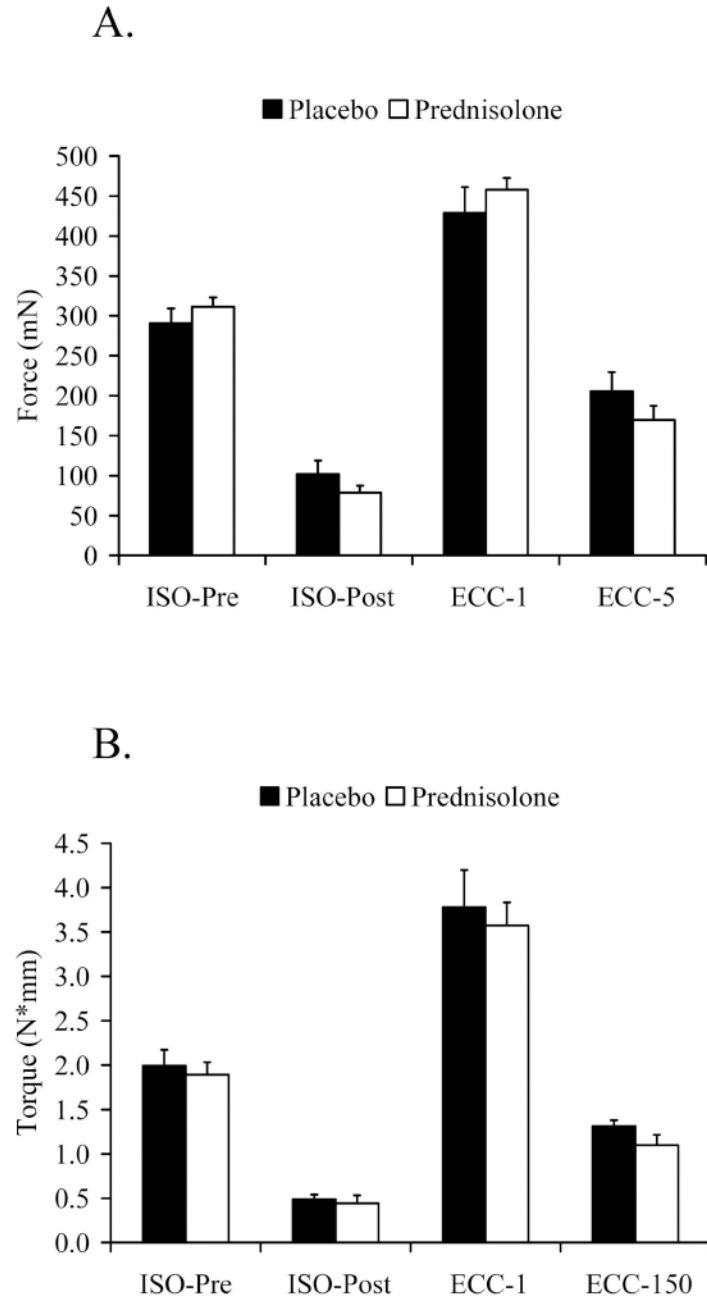 A.
Placebo Prednisolone
500
450
400
350
300
250
200
150
100
50
0
Force (mN)
ISO-Pre ISO-Post ECC-1 ECC-5
B.
Placebo Prednisolone
4.5
4.0
3.5
3.0
2.5
2.0
1.5
1.0
0.5
0.0
Torque (N*mm)
ISO-Pre ISO-Post ECC-1 ECC-150